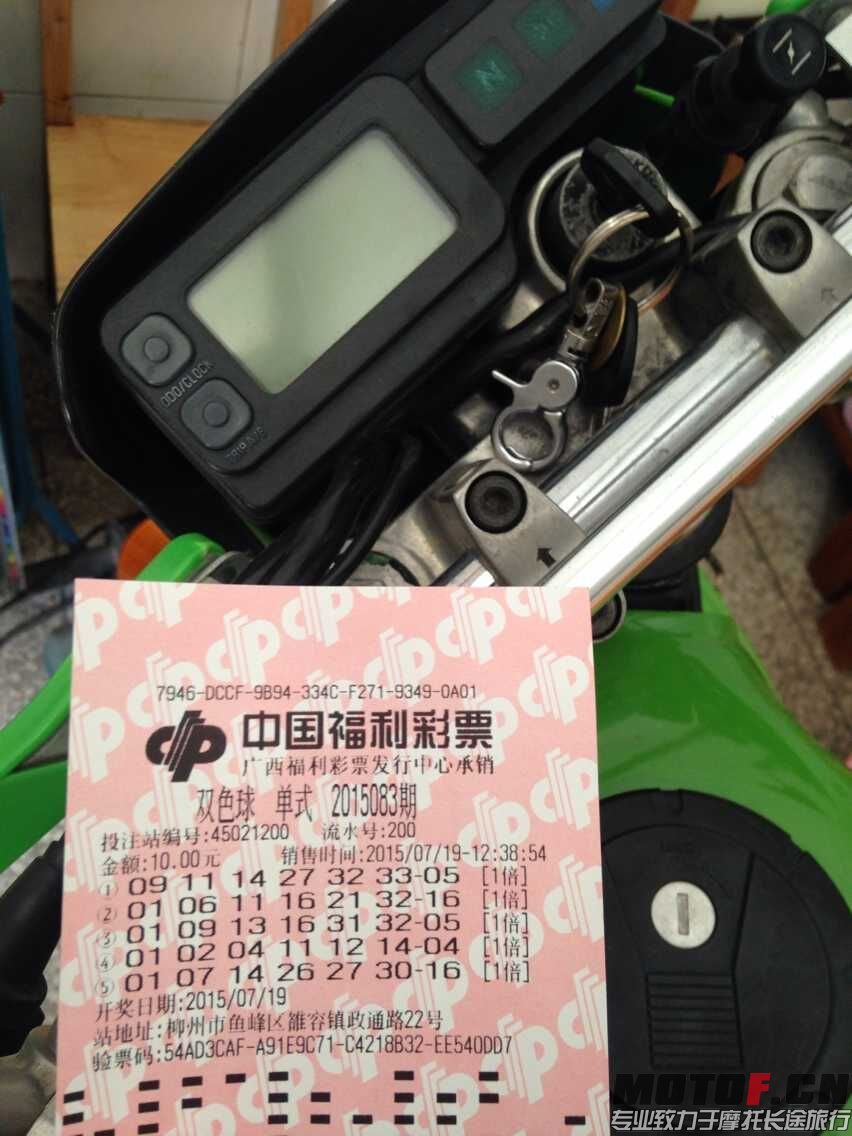 N
ODO/CLOCK
TRIP A/B
7946-DCCF-9B94-334C-F271-9349-0A01
中国福利彩票
广西福利彩票发行中心承销
双色球 单式 2015083期
投注站编号:45021200 流水号:200
金额:10.00元 销售时间:2015/07/19-12:38:54
① 09 11 14 27 32 33-05 [1倍]
② 01 06 11 16 21 32-16 [1倍]
③ 01 09 13 16 31 32-05 [1倍]
④ 01 02 04 11 12 14-04 [1倍]
⑤ 01 07 14 26 27 30-16 [1倍]
开奖日期:2015/07/19
站地址:柳州市鱼峰区雒容镇政通路22号
验票码:54AD3CAF-A91E9C71-C4218B32-EE540DD7
MOTOF.CN
专业致力于摩托长途旅行